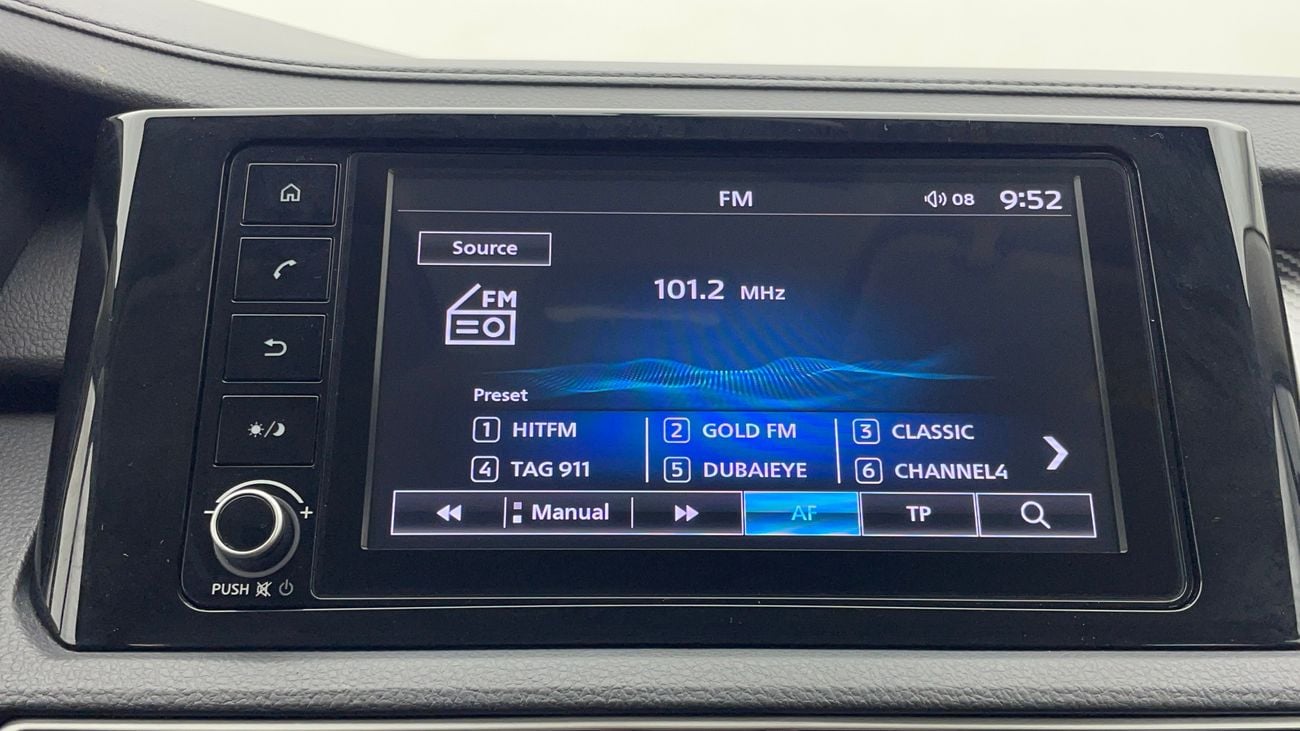 FM 08 9:52
Source
FM
101.2 MHz
Preset
1 HITFM 2 GOLD FM 3 CLASSIC
4 TAG 911 5 DUBAIEYE 6 CHANNEL4
Manual AF TP
- +
PUSH